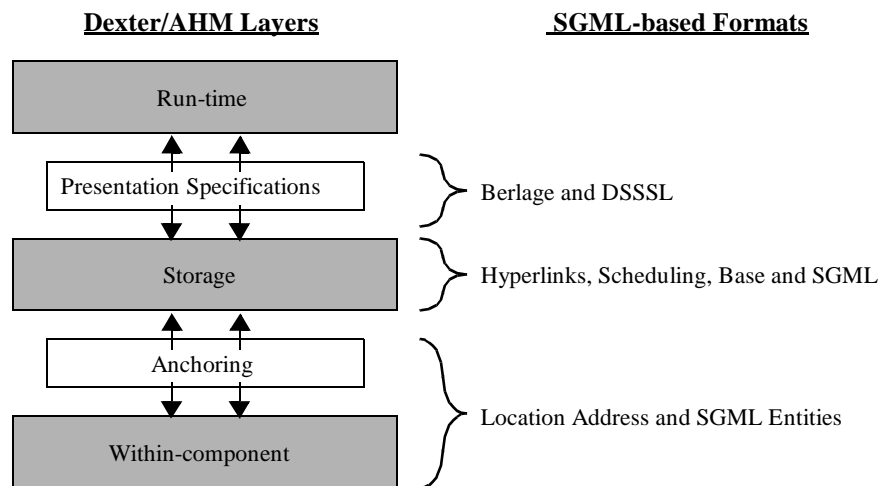 Dexter/AHM Layers
SGML-based Formats
Run-time
Presentation Specifications
Berlage and DSSSL
Storage
Hyperlinks, Scheduling, Base and SGML
Anchoring
Location Address and SGML Entities
Within-component